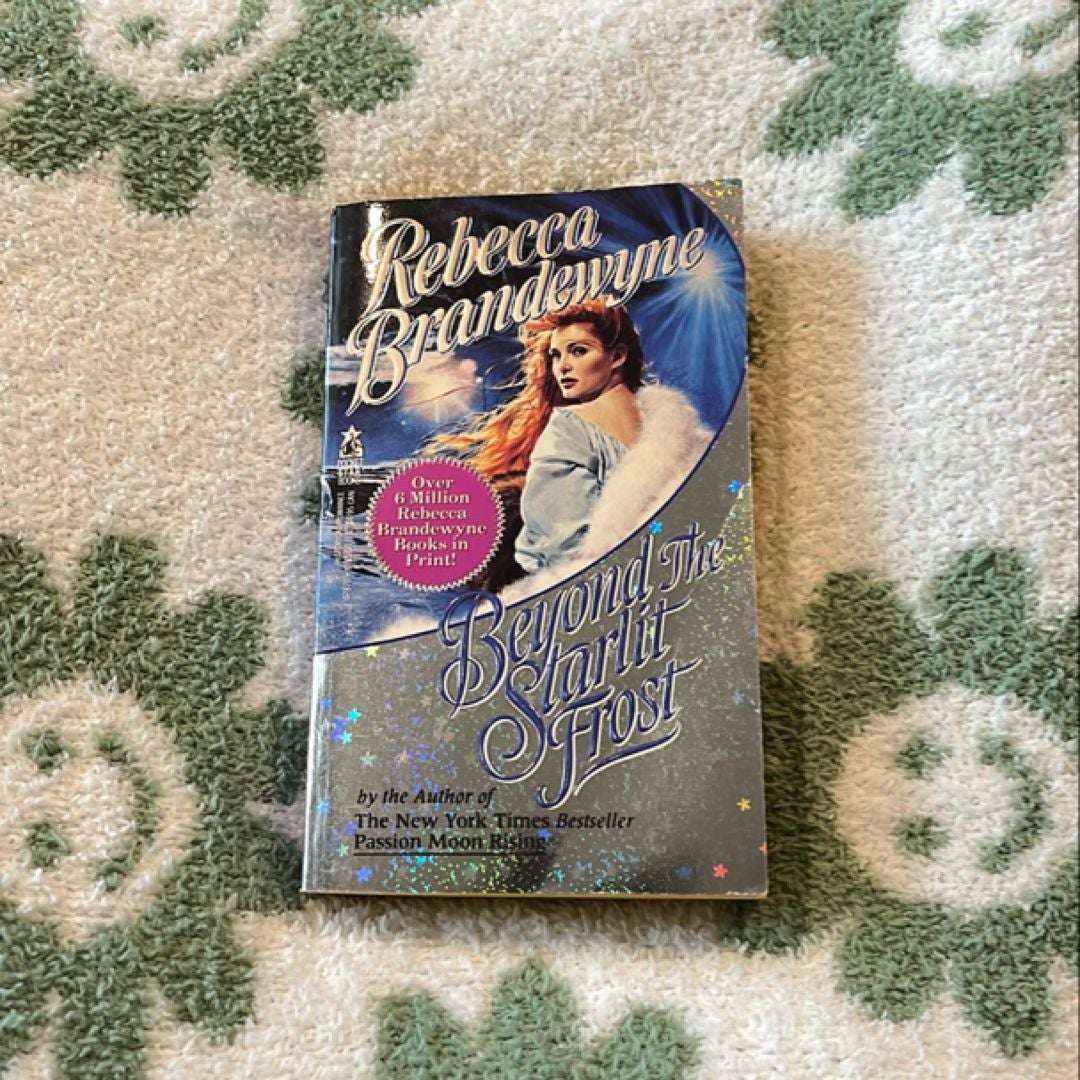 Rebecca
Brandewyne
Over
6 Million
Rebecca
Brandewyne
Books in
Print!
Beyond The
Starlit
Frost
by the Author of
The New York Times Bestseller
Passion Moon Rising